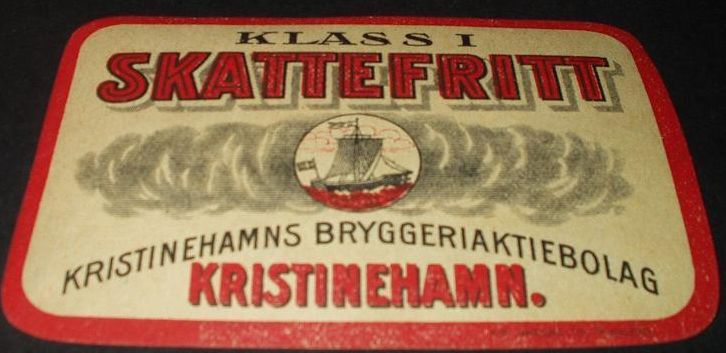 KLASS I
SKATTEFRITT
KRISTINEHAMNS BRYGGERIAKTIEBOLAG
KRISTINEHAMN.